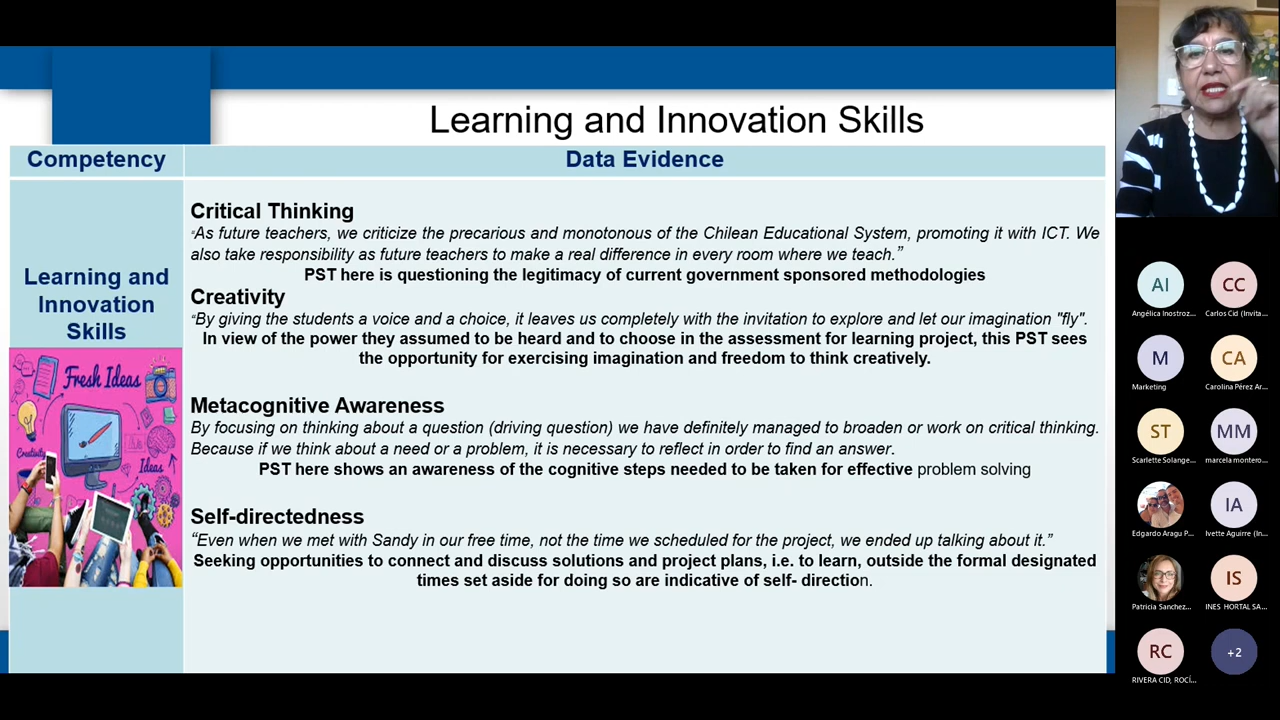 Learning and Innovation Skills
Competency
Data Evidence
Learning and
Innovation
Skills
Fresh Ideas
Creativity
Ideas
Critical Thinking
"As future teachers, we criticize the precarious and monotonous of the Chilean Educational System, promoting it with ICT. We
also take responsibility as future teachers to make a real difference in every room where we teach.”
PST here is questioning the legitimacy of current government sponsored methodologies
Creativity
“By giving the students a voice and a choice, it leaves us completely with the invitation to explore and let our imagination "fly".
In view of the power they assumed to be heard and to choose in the assessment for learning project, this PST sees
the opportunity for exercising imagination and freedom to think creatively.
Metacognitive Awareness
By focusing on thinking about a question (driving question) we have definitely managed to broaden or work on critical thinking.
Because if we think about a need or a problem, it is necessary to reflect in order to find an answer.
PST here shows an awareness of the cognitive steps needed to be taken for effective problem solving
Self-directedness
“Even when we met with Sandy in our free time, not the time we scheduled for the project, we ended up talking about it.”
Seeking opportunities to connect and discuss solutions and project plans, i.e. to learn, outside the formal designated
times set aside for doing so are indicative of self- direction.
AI
CC
Angélica Inostroz...
Carlos Cid (Invita...
M
CA
Marketing
Carolina Pérez Ar...
ST
MM
Scarlette Solange...
marcela montero...
IA
Edgardo Aragu P...
Ivette Aguirre (In...
IS
Patricia Sanchez...
INES HORTAL SA...
RC
+2
RIVERA CID, ROCÍ...